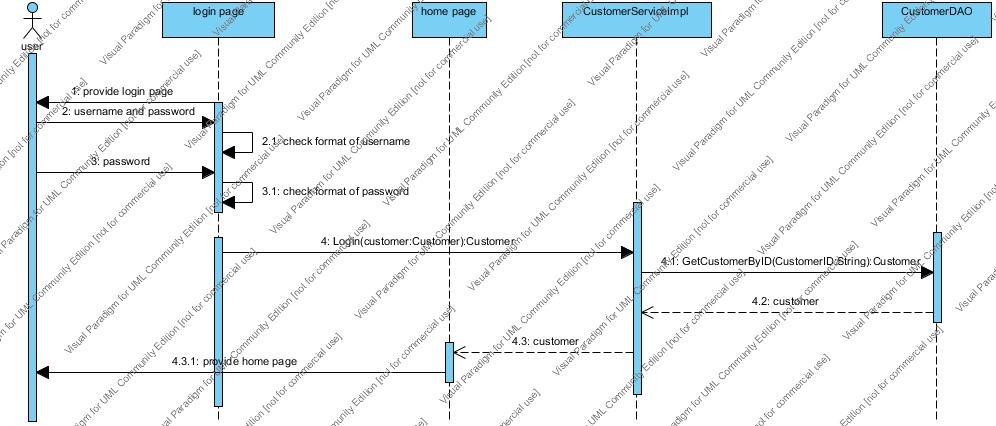 login page
home page
CustomerServiceImpl
CustomerDAO
user
1: provide login page
2: username and password
2.1: check format of username
3: password
3.1: check format of password
4: Login(customer:Customer):Customer
4.1: GetCustomerByID(CustomerID:String):Customer
4.2: customer
4.3: customer
4.3.1: provide home page
Visual Paradigm for UML Community Edition [not for commercial use]